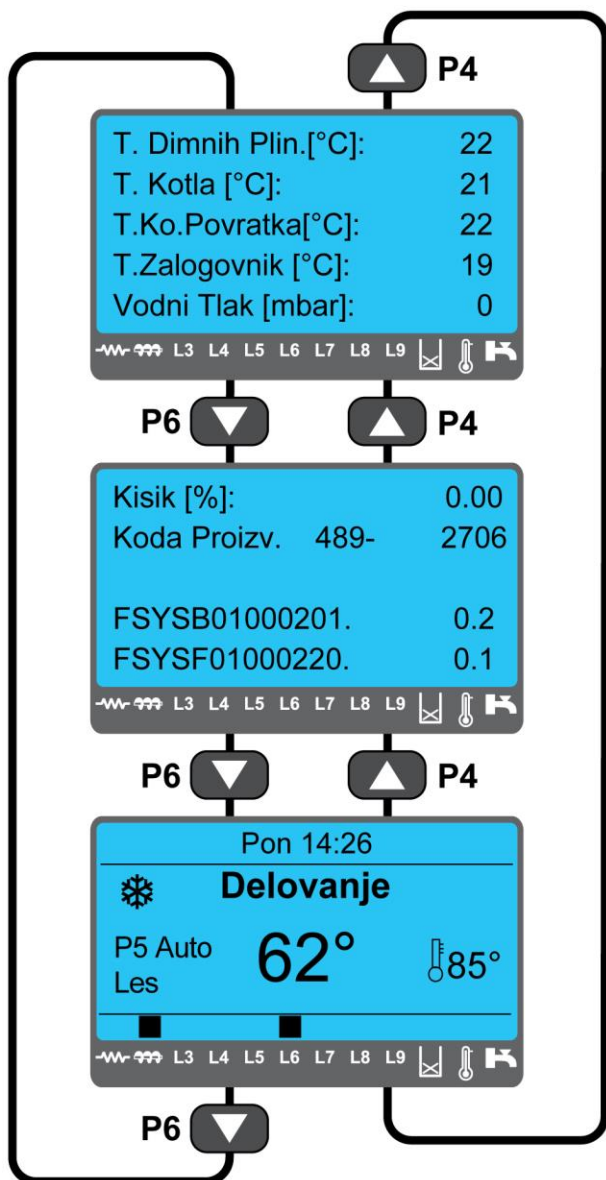 P4
T. Dimnih Plin.[°C]: 22
T. Kotla [°C]: 21
T.Ko.Povratka[°C]: 22
T.Zalogovnik [°C]: 19
Vodni Tlak [mbar]: 0
L3 L4 L5 L6 L7 L8 L9
P6 P4
Kisik [%]: 0.00
Koda Proizv. 489- 2706
FSYSB01000201. 0.2
FSYSF01000220. 0.1
L3 L4 L5 L6 L7 L8 L9
P6 P4
Pon 14:26
Delovanje
P5 Auto 62° 85°
Les
L3 L4 L5 L6 L7 L8 L9
P6